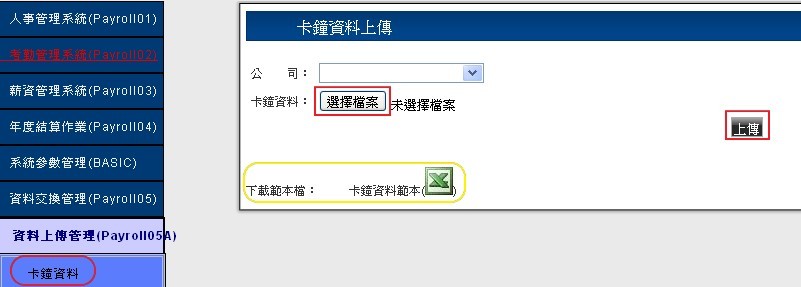 人事管理系統(Payroll01)
考勤管理系統(Payroll02)
薪資管理系統(Payroll03)
年度結算作業(Payroll04)
系統參數管理(BASIC)
資料交換管理(Payroll05)
資料上傳管理(Payroll05A)
卡鐘資料
卡鐘資料上傳
公 司：
卡鐘資料： 選擇檔案 未選擇檔案
上傳
下載範本檔： 卡鐘資料範本( )